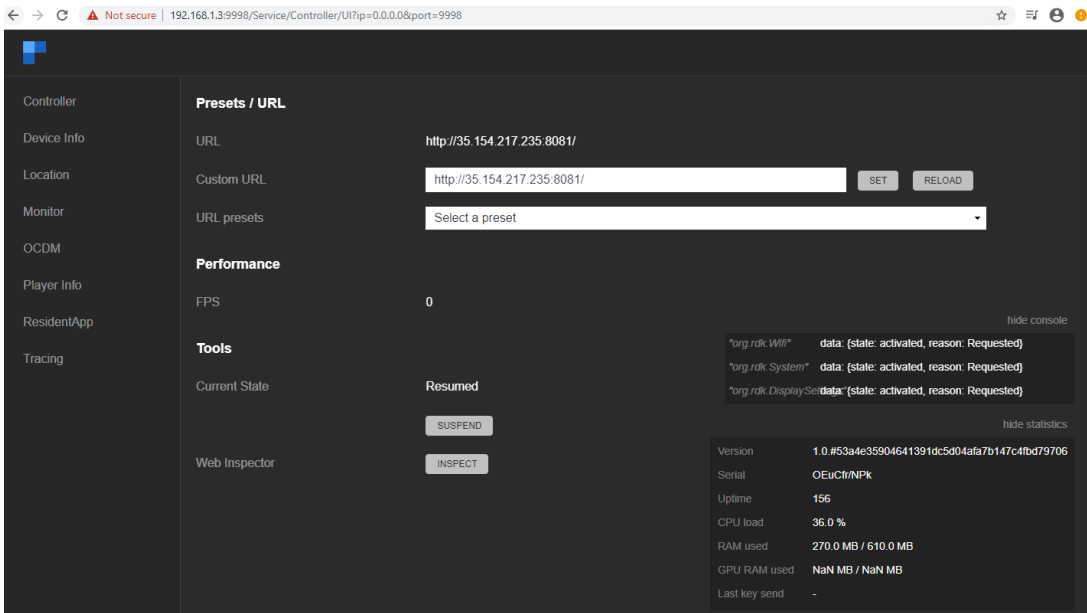 Not secure | 192.168.1.3:9998/Service/Controller/UI?ip=0.0.0.0&port=9998
Controller
Device Info
Location
Monitor
OCDM
Player Info
ResidentApp
Tracing
Presets / URL
URL http://35.154.217.235:8081/
Custom URL http://35.154.217.235:8081/ SET RELOAD
URL presets Select a preset
Performance
FPS 0
Tools
Current State Resumed
SUSPEND
Web Inspector INSPECT
hide console
"org.rdk.Wifi" data: {state: activated, reason: Requested}
"org.rdk.System" data: {state: activated, reason: Requested}
data: {state: activated, reason: Requested}
hide statistics
Version 1.0.#53a4e35904641391dc5d04afa7b147c4fbd79706
Serial OEuCfr/NPk
Uptime 156
CPU load 36.0 %
RAM used 270.0 MB / 610.0 MB
GPU RAM used NaN MB / NaN MB
Last key send -